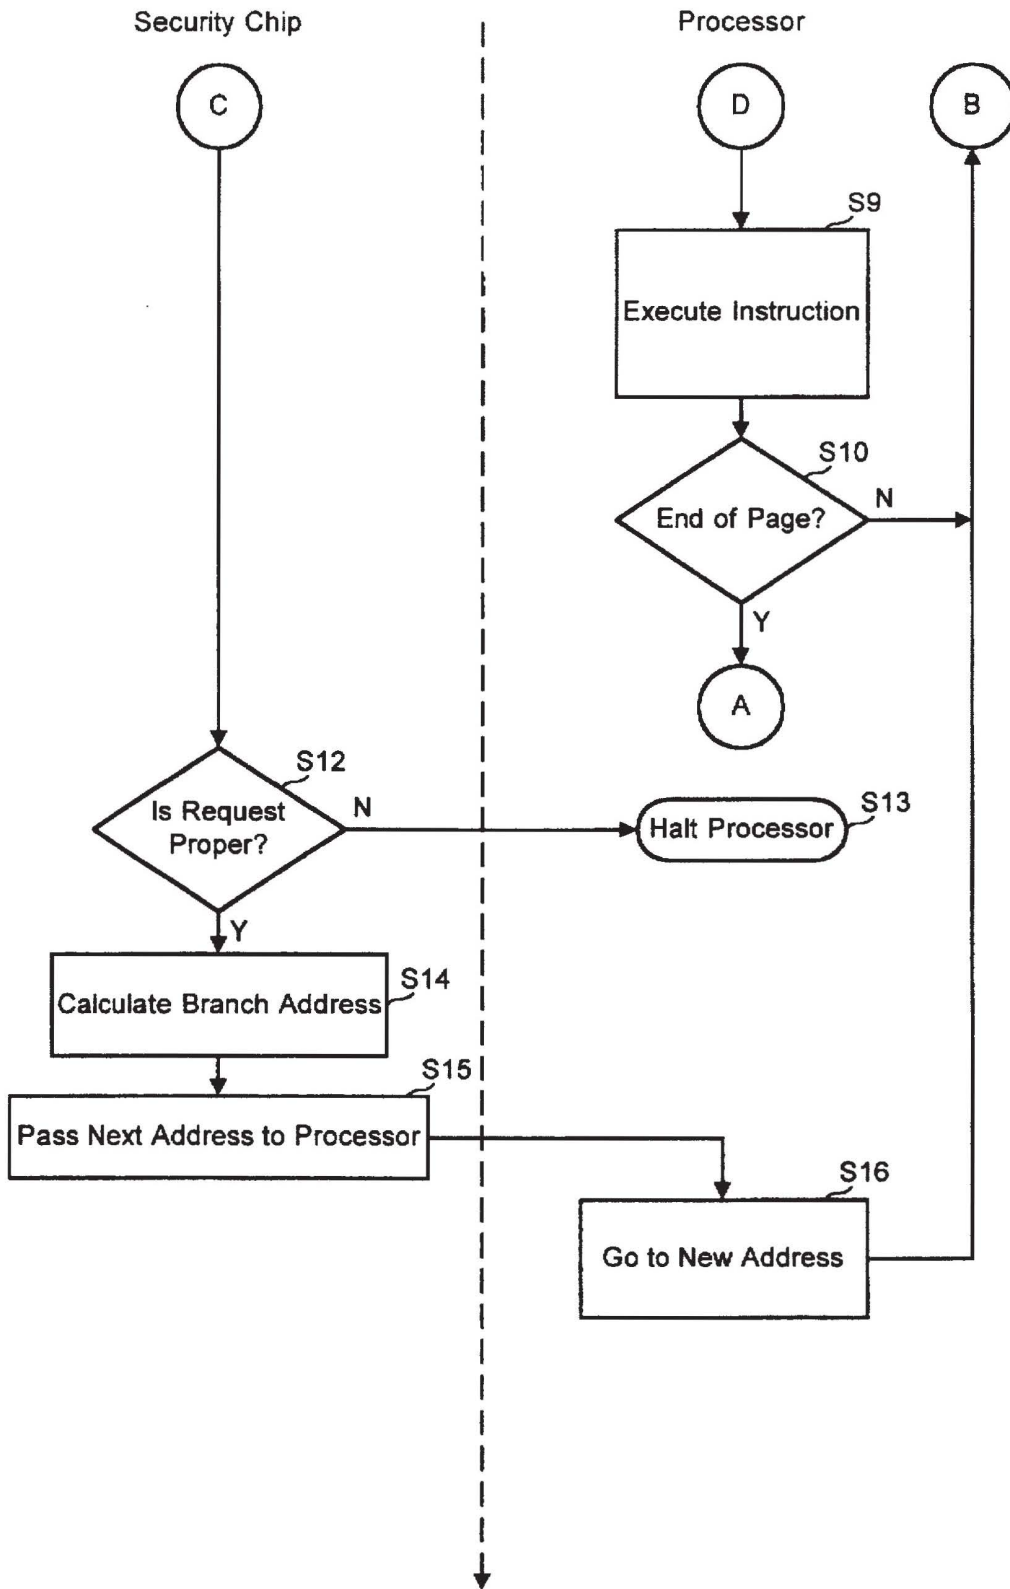 Security Chip
Processor
C
D
B
S9
Execute Instruction
S10
End of Page?
N
Y
A
S12
Is Request
Proper?
N
S13
Halt Processor
Y
S14
Calculate Branch Address
S15
Pass Next Address to Processor
S16
Go to New Address